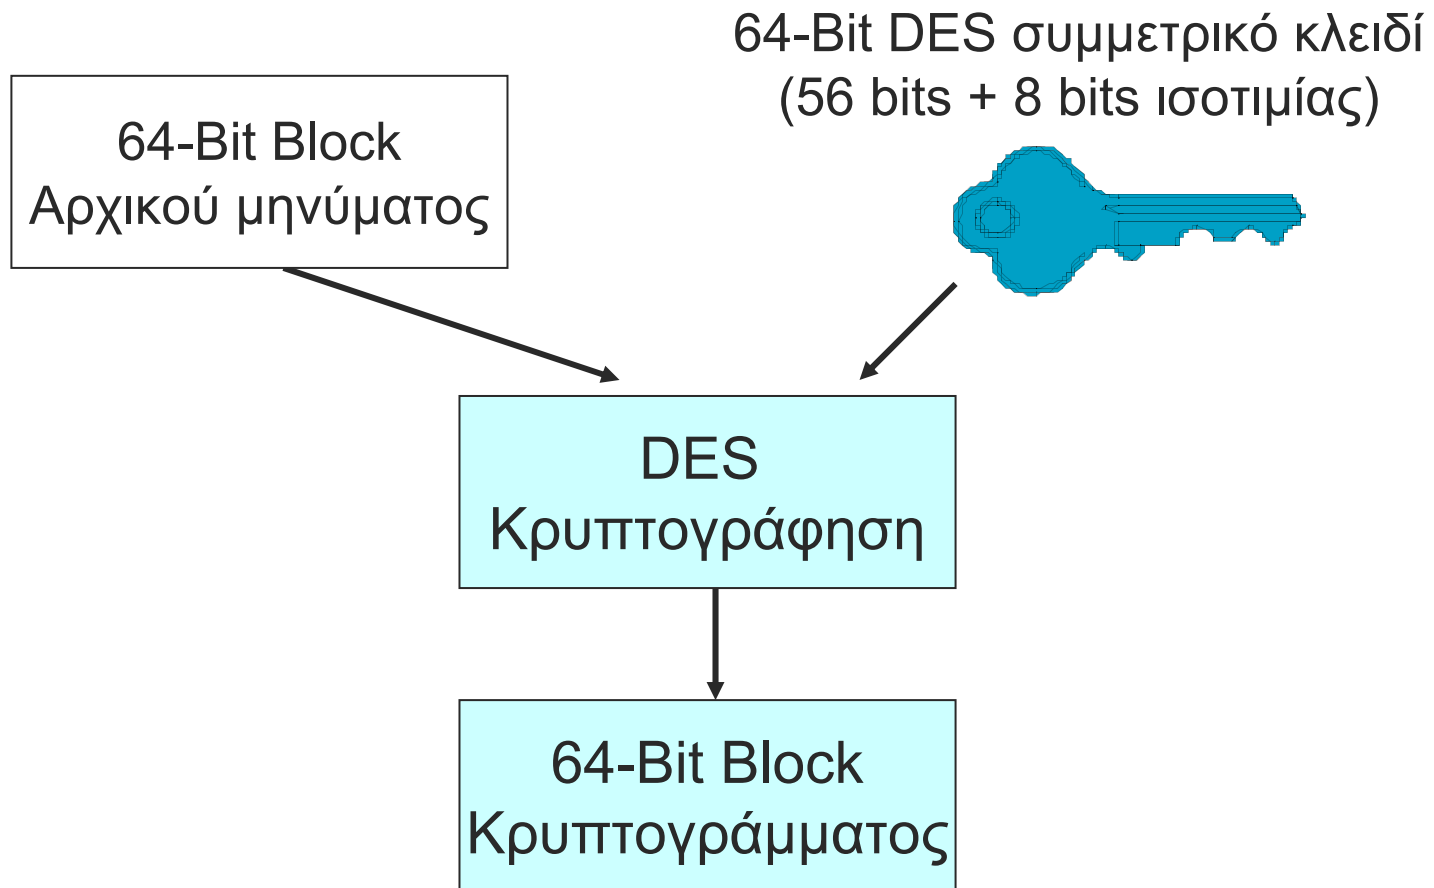 64-Bit DES συμμετρικό κλειδί
(56 bits + 8 bits ισοτιμίας)
64-Bit Block
Αρχικού μηνύματος
DES
Κρυπτογράφηση
64-Bit Block
Κρυπτογράμματος